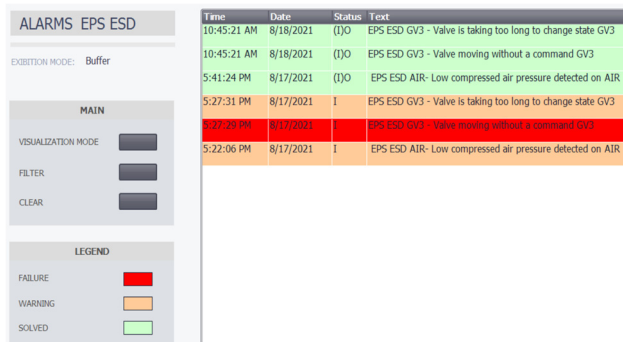 ALARMS EPS ESD
EXIBITION MODE: Buffer
MAIN
VISUALIZATION MODE
FILTER
CLEAR
LEGEND
FAILURE
WARNING
SOLVED
Time Date Status Text
10:45:21 AM 8/18/2021 (I)O EPS ESD GV3 - Valve is taking too long to change state GV3
10:45:21 AM 8/18/2021 (I)O EPS ESD GV3 - Valve moving without a command GV3
5:41:24 PM 8/17/2021 (I)O EPS ESD AIR- Low compressed air pressure detected on AIR
5:27:31 PM 8/17/2021 I EPS ESD GV3 - Valve is taking too long to change state GV3
5:27:29 PM 8/17/2021 I EPS ESD GV3 - Valve moving without a command GV3
5:22:06 PM 8/17/2021 I EPS ESD AIR- Low compressed air pressure detected on AIR